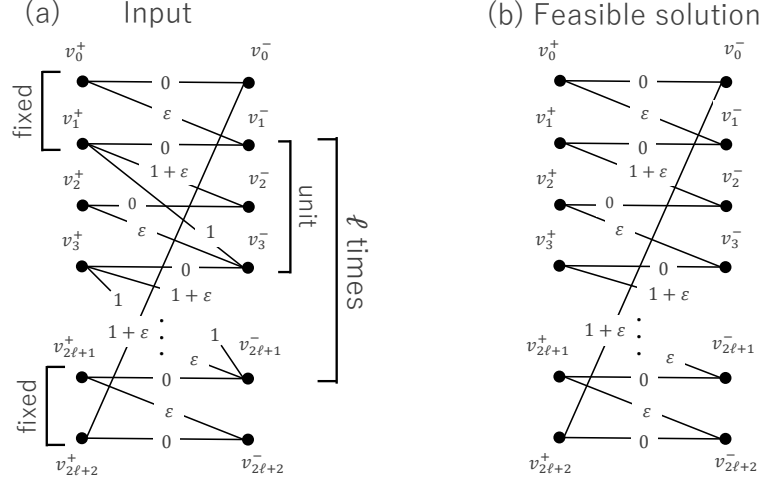 (a) Input
v_0^+ v_0^-
0
ε
fixed
v_1^+ v_1^-
0
1 + ε
v_2^+ v_2^-
0
ε
1
v_3^+ v_3^-
0
1 + ε
1
unit
ℓ times
1 + ε
⋮
1
v_{2ℓ+1}^+ v_{2ℓ+1}^-
ε
0
fixed
ε
0
v_{2ℓ+2}^+ v_{2ℓ+2}^-
(b) Feasible solution
v_0^+ v_0^-
0
ε
v_1^+ v_1^-
0
1 + ε
v_2^+ v_2^-
0
ε
v_3^+ v_3^-
0
1 + ε
1 + ε
⋮
v_{2ℓ+1}^+ v_{2ℓ+1}^-
ε
0
ε
0
v_{2ℓ+2}^+ v_{2ℓ+2}^-